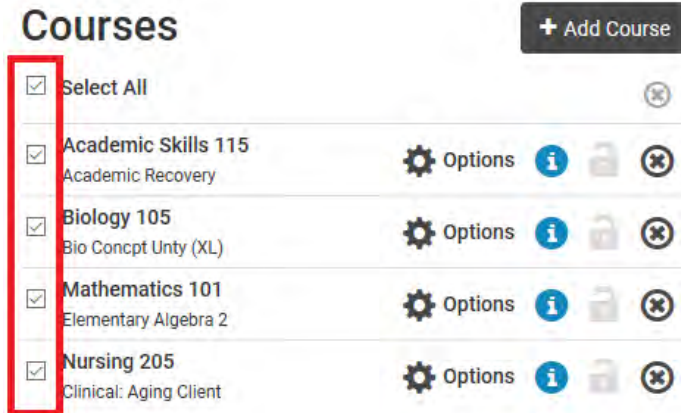 Courses
+ Add Course
Select All
Academic Skills 115
Academic Recovery
Options
Biology 105
Bio Concpt Unty (XL)
Options
Mathematics 101
Elementary Algebra 2
Options
Nursing 205
Clinical: Aging Client
Options